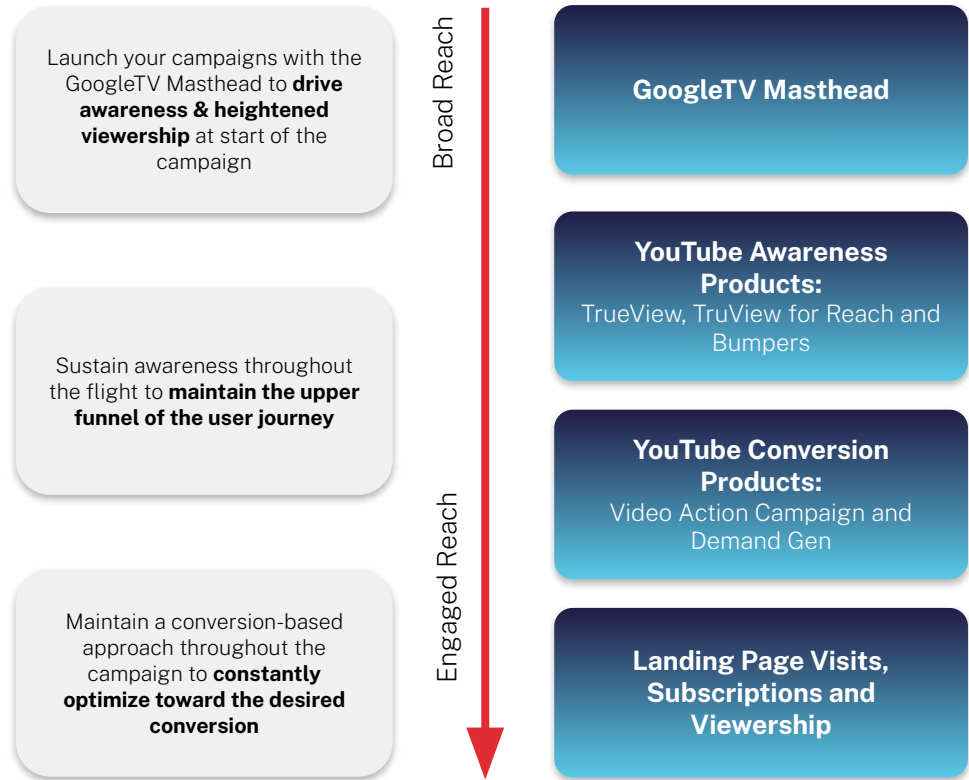 Launch your campaigns with the
GoogleTV Masthead to drive
awareness & heightened
viewership at start of the
campaign
Sustain awareness throughout
the flight to maintain the upper
funnel of the user journey
Maintain a conversion-based
approach throughout the
campaign to constantly
optimize toward the desired
conversion
Broad Reach
Engaged Reach
GoogleTV Masthead
YouTube Awareness
Products:
TrueView, TruView for Reach and
Bumpers
YouTube Conversion
Products:
Video Action Campaign and
Demand Gen
Landing Page Visits,
Subscriptions and
Viewership